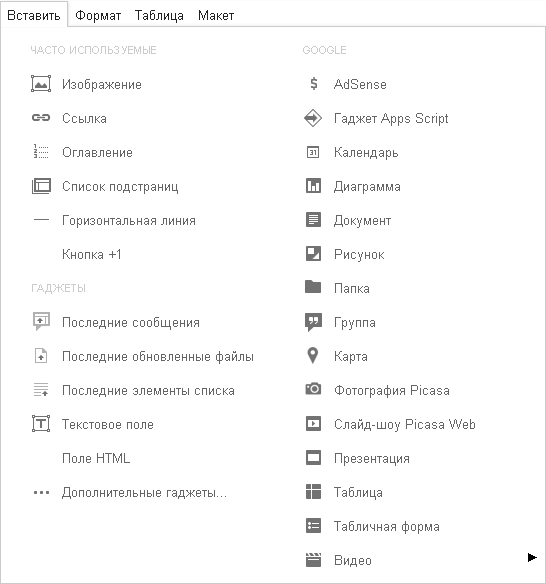 Вставить Формат Таблица Макет
ЧАСТО ИСПОЛЬЗУЕМЫЕ
Изображение
Ссылка
Оглавление
Список подстраниц
Горизонтальная линия
Кнопка +1
ГАДЖЕТЫ
Последние сообщения
Последние обновленные файлы
Последние элементы списка
Текстовое поле
Поле HTML
Дополнительные гаджеты...
GOOGLE
AdSense
Гаджет Apps Script
Календарь
Диаграмма
Документ
Рисунок
Папка
Группа
Карта
Фотография Picasa
Слайд-шоу Picasa Web
Презентация
Таблица
Табличная форма
Видео